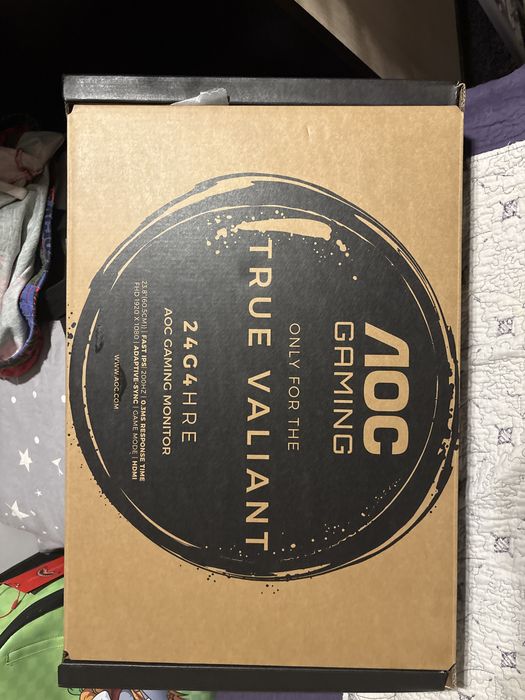 AOC
GAMING
ONLY FOR THE
TRUE VALIANT
24G4HRE
AOC GAMING MONITOR
23.8"(60.5CM) | FAST IPS| 200HZ | 0.3MS RESPONSE TIME
FHD 1920 X 1080 | ADAPTIVE-SYNC | GAME MODE | HDMI
WWW.AOC.COM